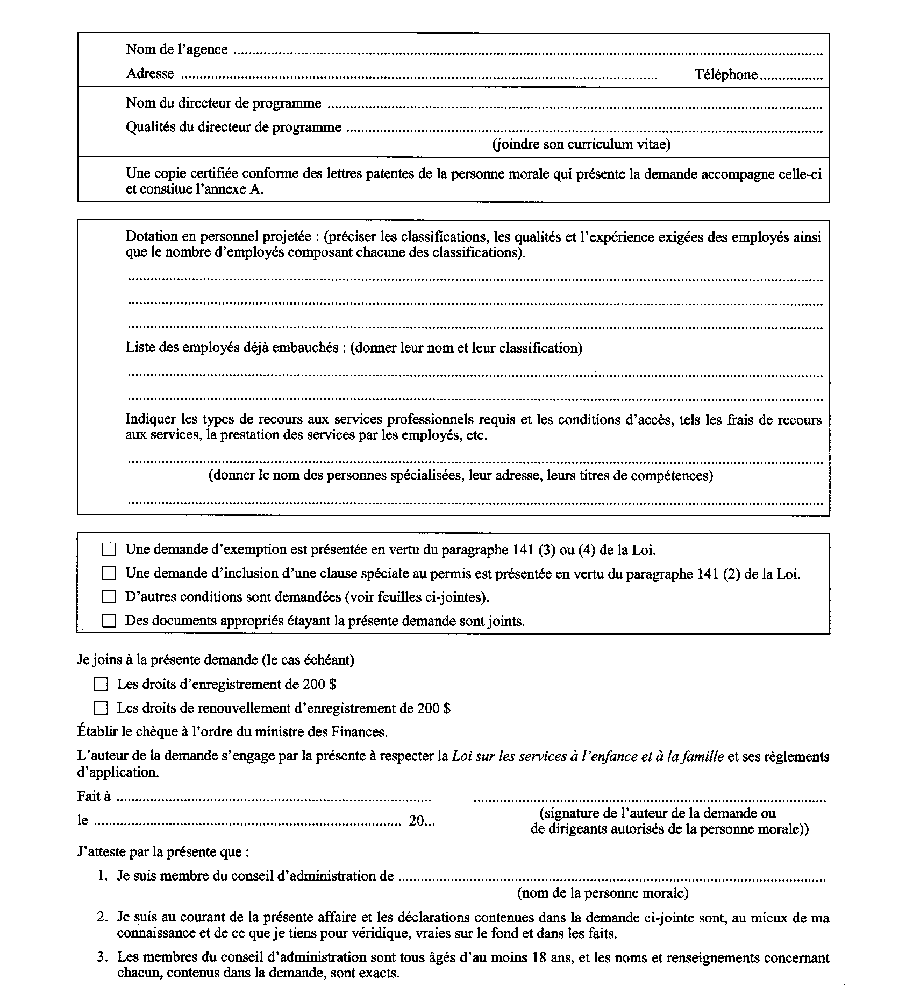 Nom de l’agence ....................
Adresse .................... Téléphone....................
Nom du directeur de programme ....................
Qualités du directeur de programme ....................
(joindre son curriculum vitae)
Une copie certifiée conforme des lettres patentes de la personne morale qui présente la demande accompagne celle-ci
et constitue l’annexe A.
Dotation en personnel projetée : (préciser les classifications, les qualités et l’expérience exigées des employés ainsi
que le nombre d’employés composant chacune des classifications).
....................
....................
....................
Liste des employés déjà embauchés : (donner leur nom et leur classification)
....................
....................
Indiquer les types de recours aux services professionnels requis et les conditions d’accès, tels les frais de recours
aux services, la prestation des services par les employés, etc.
....................
(donner le nom des personnes spécialisées, leur adresse, leurs titres de compétences)
....................
☐ Une demande d’exemption est présentée en vertu du paragraphe 141 (3) ou (4) de la Loi.
☐ Une demande d’inclusion d’une clause spéciale au permis est présentée en vertu du paragraphe 141 (2) de la Loi.
☐ D’autres conditions sont demandées (voir feuilles ci-jointes).
☐ Des documents appropriés étayant la présente demande sont joints.
Je joins à la présente demande (le cas échéant)
☐ Les droits d’enregistrement de 200 $
☐ Les droits de renouvellement d’enregistrement de 200 $
Établir le chèque à l’ordre du ministre des Finances.
L’auteur de la demande s’engage par la présente à respecter la Loi sur les services à l’enfance et à la famille et ses règlements
d’application.
Fait à .................... ....................
le .................... 20...
(signature de l’auteur de la demande ou
de dirigeants autorisés de la personne morale))
J’atteste par la présente que :
1. Je suis membre du conseil d’administration de ....................
(nom de la personne morale)
2. Je suis au courant de la présente affaire et les déclarations contenues dans la demande ci-jointe sont, au mieux de ma
connaissance et de ce que je tiens pour véridique, vraies sur le fond et dans les faits.
3. Les membres du conseil d’administration sont tous âgés d’au moins 18 ans, et les noms et renseignements concernant
chacun, contenus dans la demande, sont exacts.